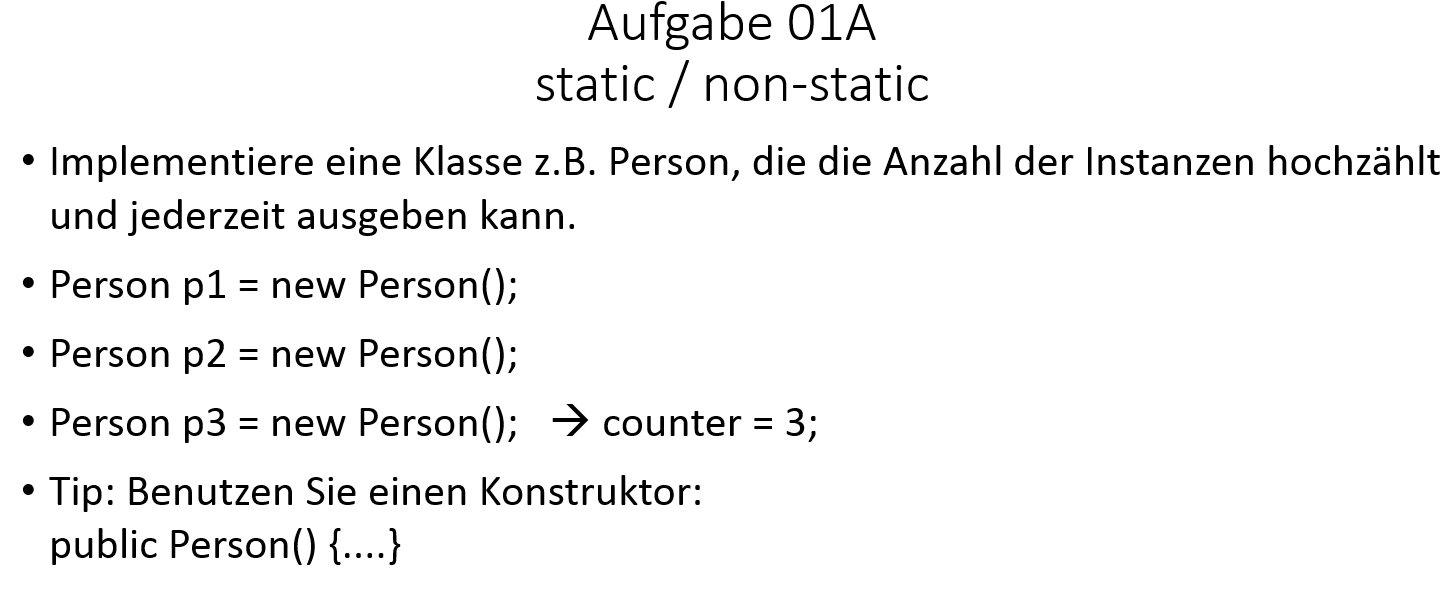 Aufgabe 01A
static / non-static
• Implementiere eine Klasse z.B. Person, die die Anzahl der Instanzen hochzählt
und jederzeit ausgeben kann.
• Person p1 = new Person();
• Person p2 = new Person();
• Person p3 = new Person(); → counter = 3;
• Tip: Benutzen Sie einen Konstruktor:
public Person() {....}